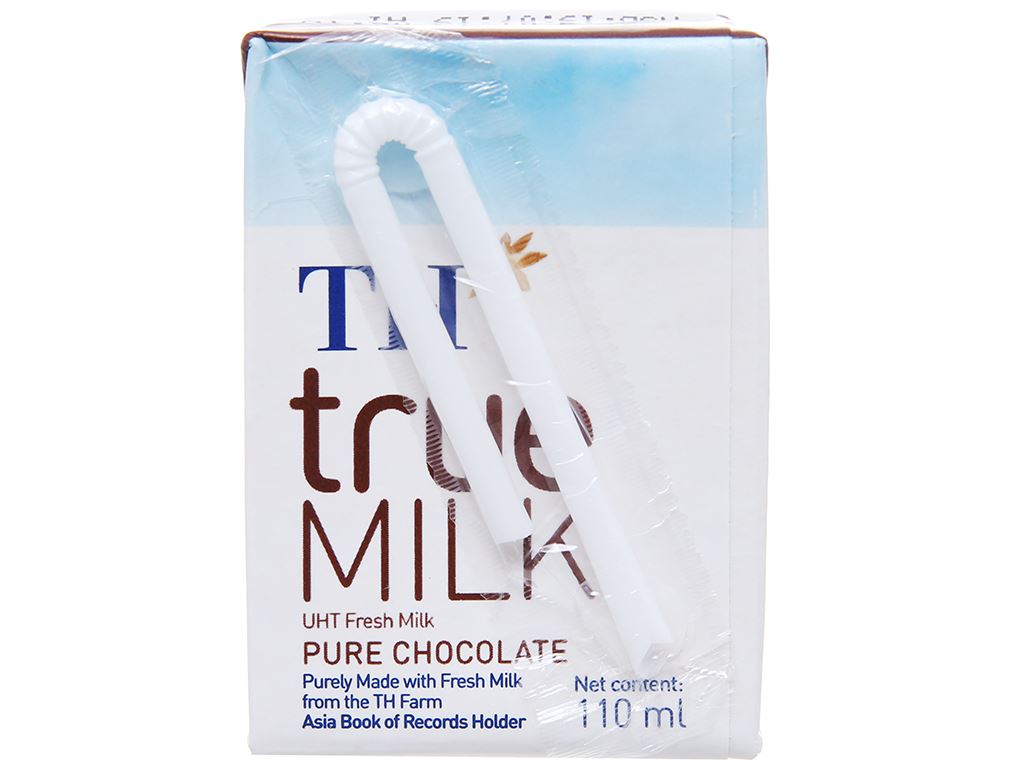 TH
true
MILK
UHT Fresh Milk
PURE CHOCOLATE
Purely Made with Fresh Milk
from the TH Farm
Asia Book of Records Holder
Net content:
110 ml